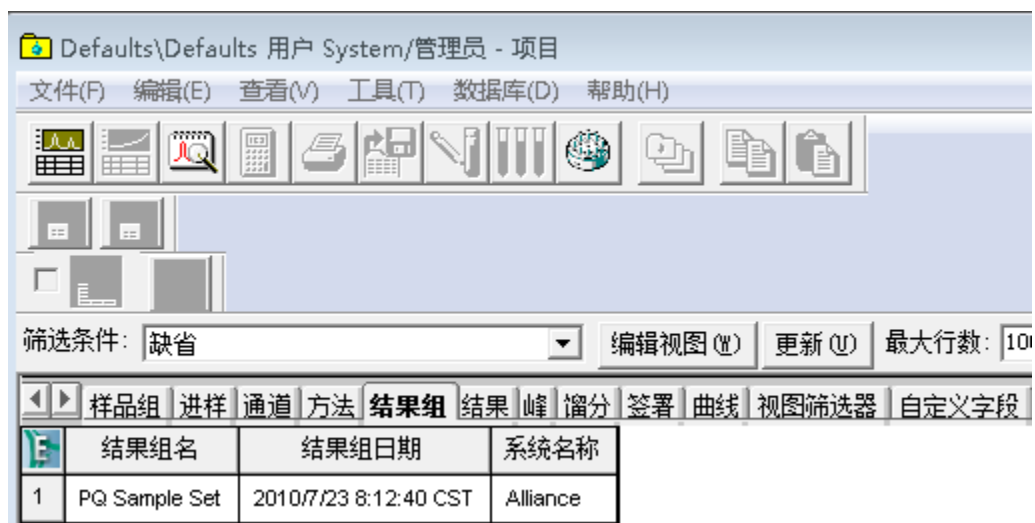 Defaults\Defaults 用户 System/管理员 - 项目
文件(F) 编辑(E) 查看(V) 工具(T) 数据库(D) 帮助(H)
筛选条件: 缺省 编辑视图(W) 更新(U) 最大行数: 10
样品组 进样 通道 方法 结果组 结果 峰 馏分 签署 曲线 视图筛选器 自定义字段
结果组名 结果组日期 系统名称
1 PQ Sample Set 2010/7/23 8:12:40 CST Alliance